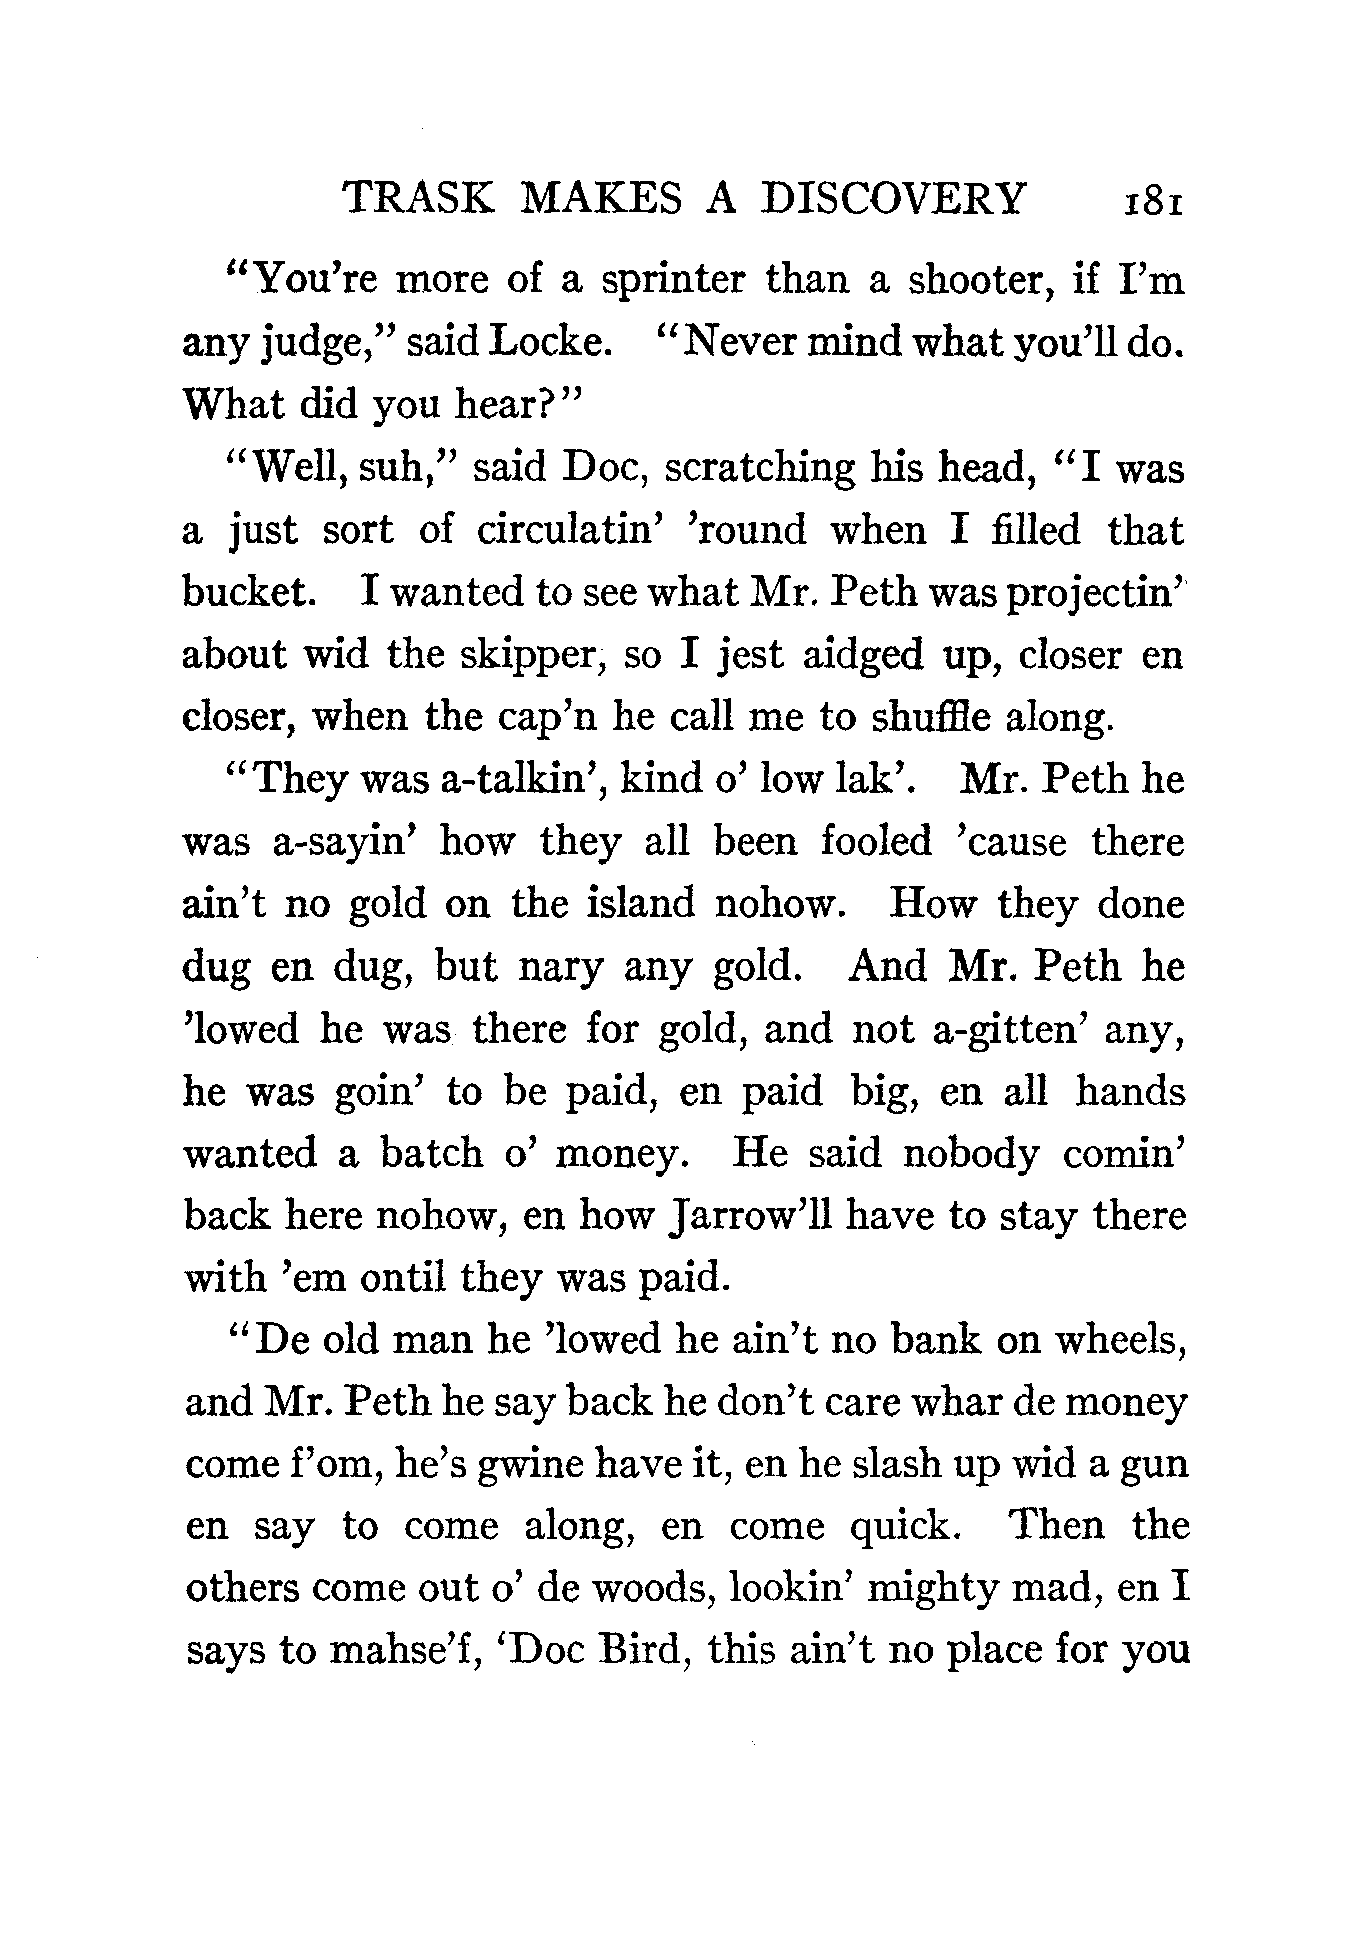 TRASK MAKES A DISCOVERY 181
"You're more of a sprinter than a shooter, if I'm
any judge," said Locke. "Never mind what you'll do.
What did you hear?"
"Well, suh," said Doc, scratching his head, "I was
a just sort of circulatin' 'round when I filled that
bucket. I wanted to see what Mr. Peth was projectin'
about wid the skipper, so I jest aidged up, closer en
closer, when the cap'n he call me to shuffle along.
"They was a-talkin', kind o' low lak'. Mr. Peth he
was a-sayin' how they all been fooled 'cause there
ain't no gold on the island nohow. How they done
dug en dug, but nary any gold. And Mr. Peth he
'lowed he was there for gold, and not a-gitten' any,
he was goin' to be paid, en paid big, en all hands
wanted a batch o' money. He said nobody comin'
back here nohow, en how Jarrow'll have to stay there
with 'em ontil they was paid.
"De old man he 'lowed he ain't no bank on wheels,
and Mr. Peth he say back he don't care whar de money
come f'om, he's gwine have it, en he slash up wid a gun
en say to come along, en come quick. Then the
others come out o' de woods, lookin' mighty mad, en I
says to mahse'f, 'Doc Bird, this ain't no place for you